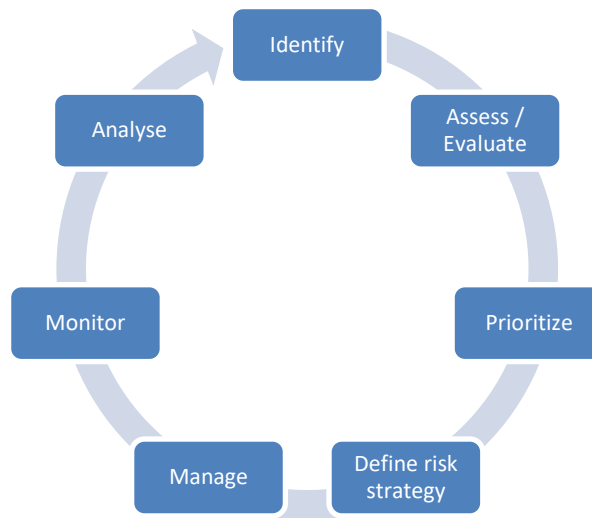 Identify
Assess /
Evaluate
Prioritize
Define risk
strategy
Manage
Monitor
Analyse